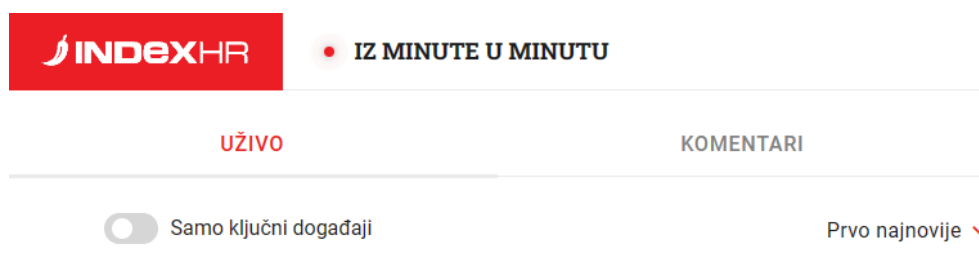 INDEXHR
IZ MINUTE U MINUTU
UŽIVO
KOMENTARI
Samo ključni događaji
Prvo najnovije